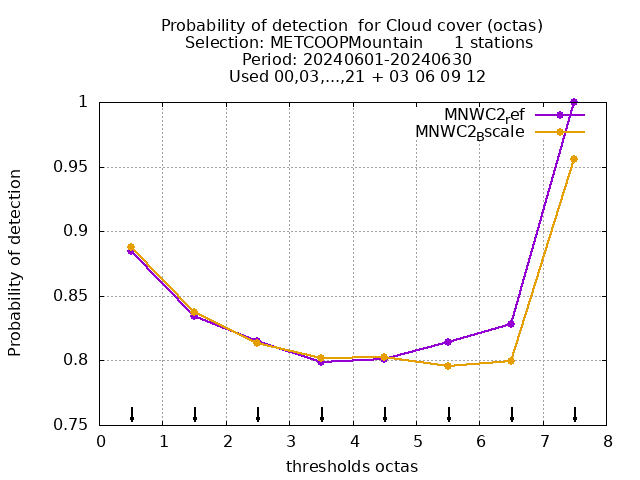 Probability of detection  for Cloud cover (octas)
Selection: METCOOPMountain      1 stations
Period: 20240601-20240630
Used 00,03,...,21 + 03 06 09 12
MNWC2ref
MNWC2Bscale
1
0.95
0.9
0.85
0.8
0.75
Probability of detection
0 1 2 3 4 5 6 7 8
thresholds octas